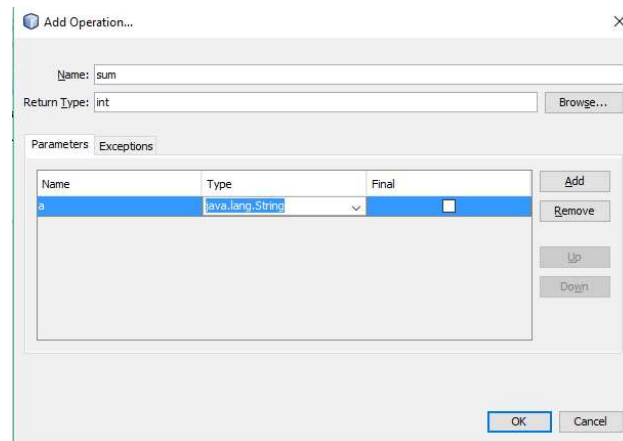 Add Operation...
Name: sum
Return Type: int Browse...
Parameters Exceptions
Name Type Final Add
a java.lang.String Remove
Up
Down
OK Cancel